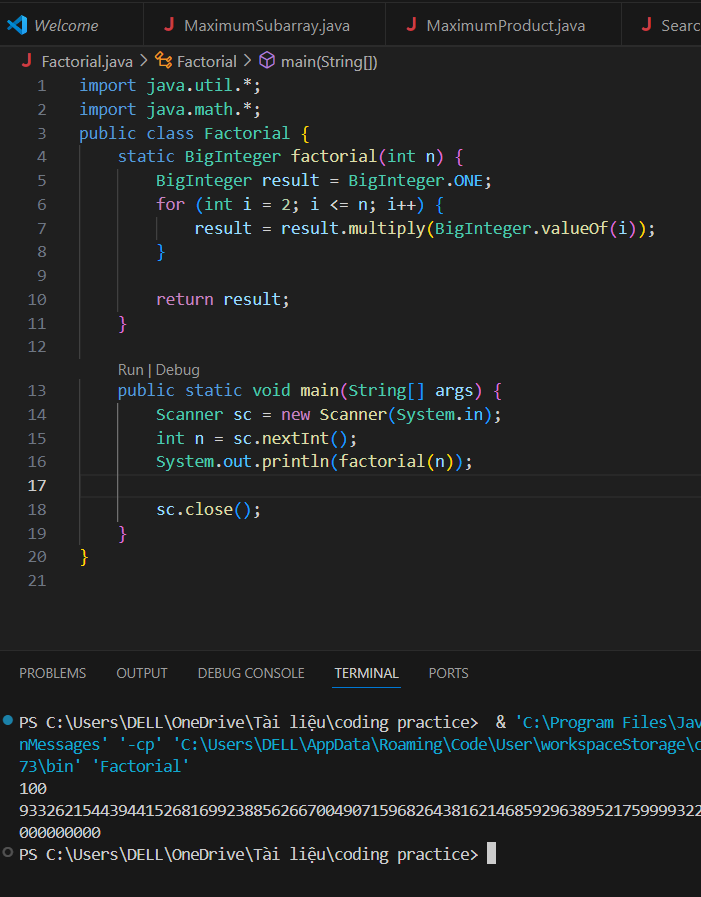 Welcome
MaximumSubarray.java
MaximumProduct.java
Searc
Factorial.java > Factorial > main(String[])
1 import java.util.*;
2 import java.math.*;
3 public class Factorial {
4 static BigInteger factorial(int n) {
5 BigInteger result = BigInteger.ONE;
6 for (int i = 2; i <= n; i++) {
7 result = result.multiply(BigInteger.valueOf(i));
8 }
9
10 return result;
11 }
12
Run | Debug
13 public static void main(String[] args) {
14 Scanner sc = new Scanner(System.in);
15 int n = sc.nextInt();
16 System.out.println(factorial(n));
17
18 sc.close();
19 }
20 }
21
PROBLEMS OUTPUT DEBUG CONSOLE TERMINAL PORTS
PS C:\Users\DELL\OneDrive\Tài liệu\coding practice> & 'C:\Program Files\Jav
nMessages' '-cp' 'C:\Users\DELL\AppData\Roaming\Code\User\workspaceStorage\c
73\bin' 'Factorial'
100
93326215443944152681699238856266700490715968264381621468592963895217599993​22
000000000
PS C:\Users\DELL\OneDrive\Tài liệu\coding practice>